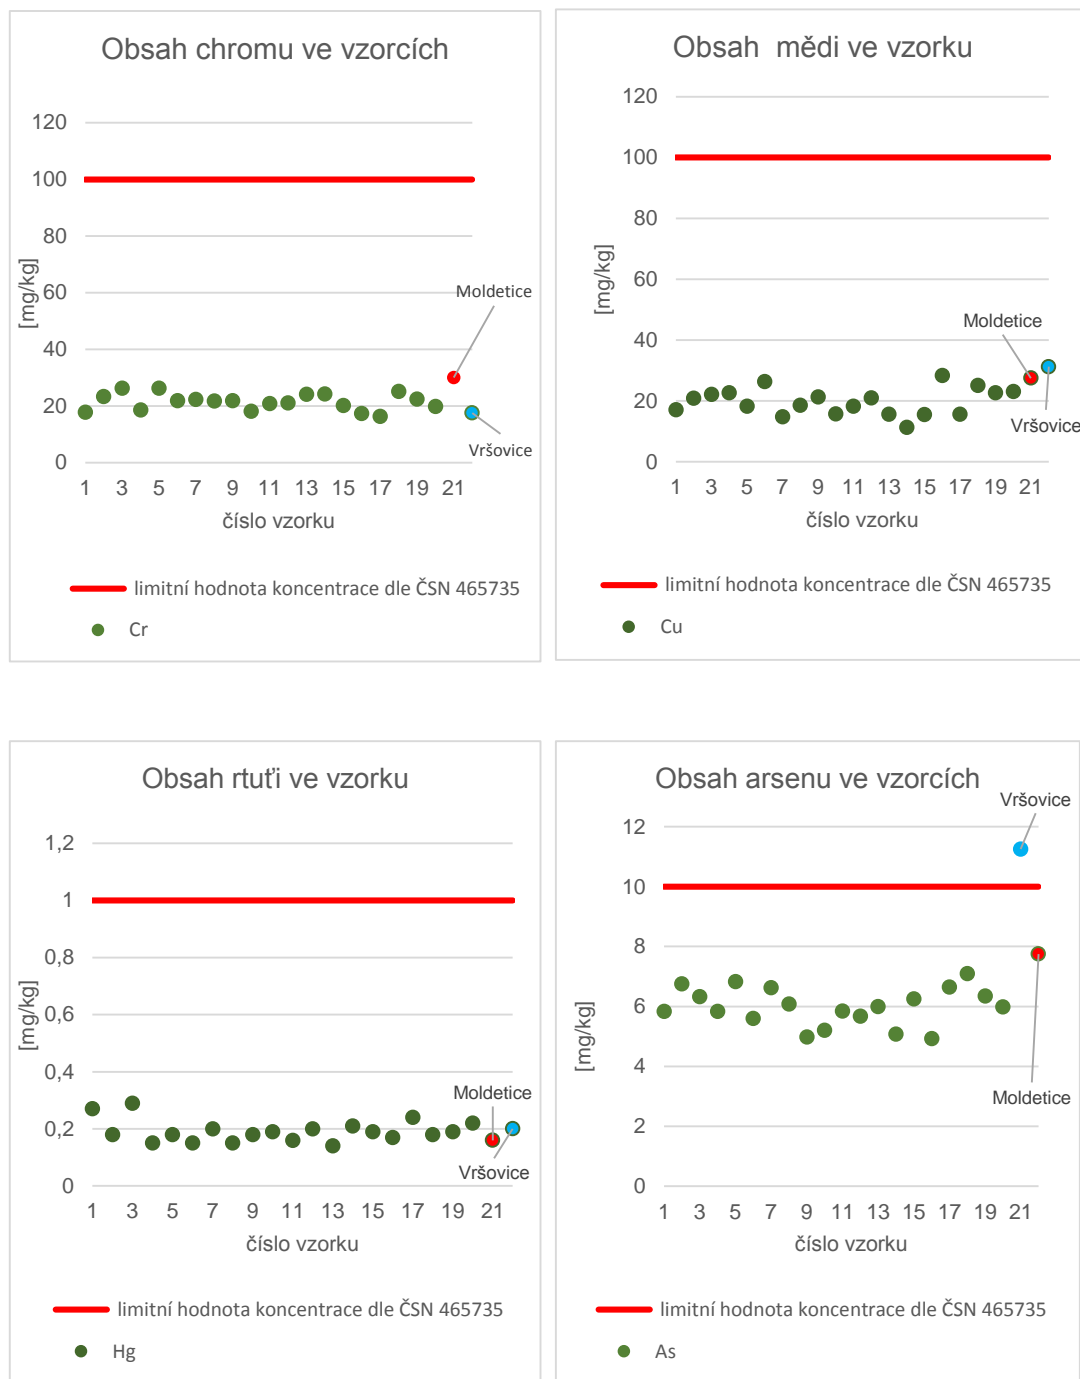 Obsah chromu ve vzorcích
120
100
80
60
40
20
0
[mg/kg]
Moldetice
Vršovice
1 3 5 7 9 11 13 15 17 19 21
číslo vzorku
limitní hodnota koncentrace dle ČSN 465735
Cr
Obsah  mědi ve vzorku
120
100
80
60
40
20
0
[mg/kg]
Moldetice
Vršovice
1 3 5 7 9 11 13 15 17 19 21
číslo vzorku
limitní hodnota koncentrace dle ČSN 465735
Cu
Obsah rtuťi ve vzorku
1,2
1
0,8
0,6
0,4
0,2
0
[mg/kg]
Moldetice
Vršovice
1 3 5 7 9 11 13 15 17 19 21
číslo vzorku
limitní hodnota koncentrace dle ČSN 465735
Hg
Obsah arsenu ve vzorcích
Vršovice
12
10
8
6
4
2
0
[mg/kg]
Moldetice
1 3 5 7 9 11 13 15 17 19 21
číslo vzorku
limitní hodnota koncentrace dle ČSN 465735
As